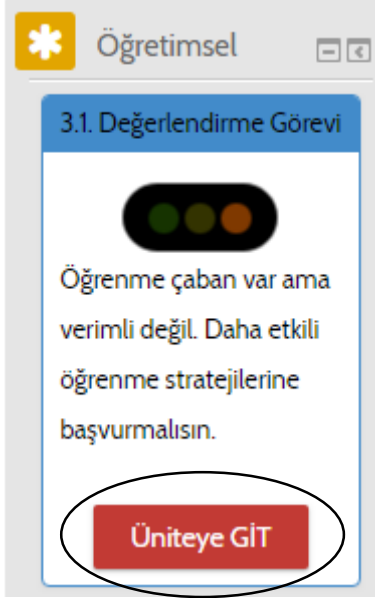 Öğretimsel
3.1. Değerlendirme Görevi
Öğrenme çaban var ama
verimli değil. Daha etkili
öğrenme stratejilerine
başvurmalısın.
Üniteye GİT